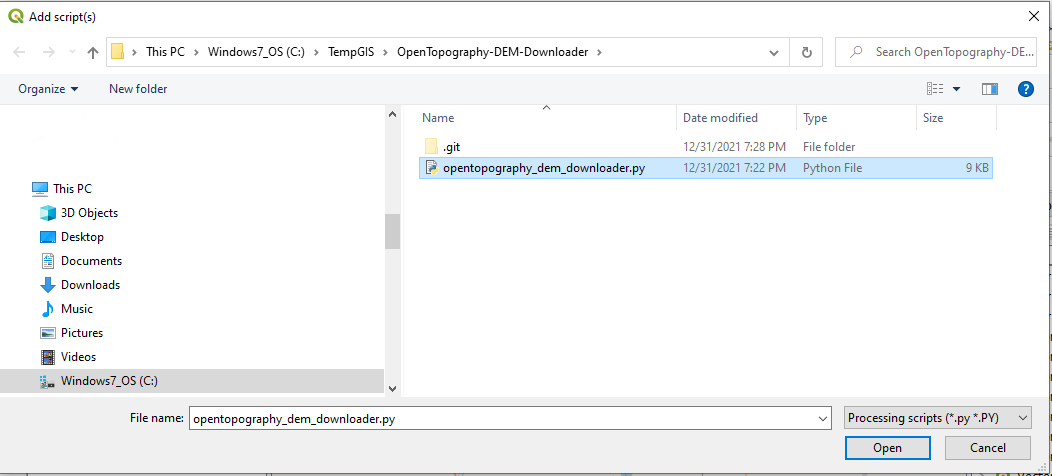 Add script(s)
This PC > Windows7_OS (C:) > TempGIS > OpenTopography-DEM-Downloader >
Search OpenTopography-DE...
Organize New folder
?
Name Date modified Type Size
.git 12/31/2021 7:28 PM File folder
opentopography_dem_downloader.py 12/31/2021 7:22 PM Python File 9 KB
This PC
3D Objects
Desktop
Documents
Downloads
Music
Pictures
Videos
Windows7_OS (C:)
File name: opentopography_dem_downloader.py Processing scripts (*.py *.PY)
Open Cancel